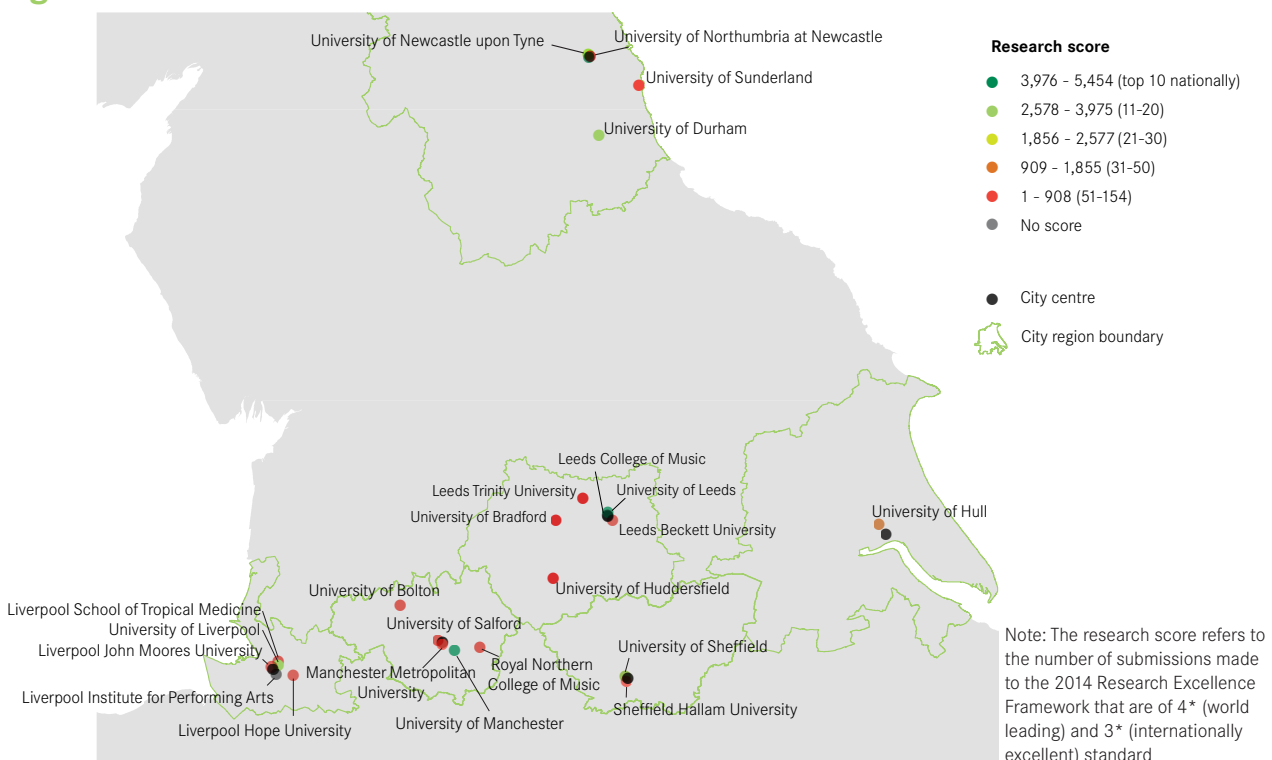 University of Newcastle upon Tyne
University of Northumbria at Newcastle
University of Sunderland
University of Durham
Research score
3,976 - 5,454 (top 10 nationally)
2,578 - 3,975 (11-20)
1,856 - 2,577 (21-30)
909 - 1,855 (31-50)
1 - 908 (51-154)
No score
City centre
City region boundary
Leeds College of Music
Leeds Trinity University
University of Leeds
University of Bradford
Leeds Beckett University
University of Hull
University of Huddersfield
University of Bolton
Liverpool School of Tropical Medicine
University of Liverpool
Liverpool John Moores University
University of Salford
Manchester Metropolitan
University
Royal Northern
College of Music
University of Sheffield
Liverpool Institute for Performing Arts
Liverpool Hope University
University of Manchester
Sheffield Hallam University
Note: The research score refers to
the number of submissions made
to the 2014 Research Excellence
Framework that are of 4* (world
leading) and 3* (internationally
excellent) standard